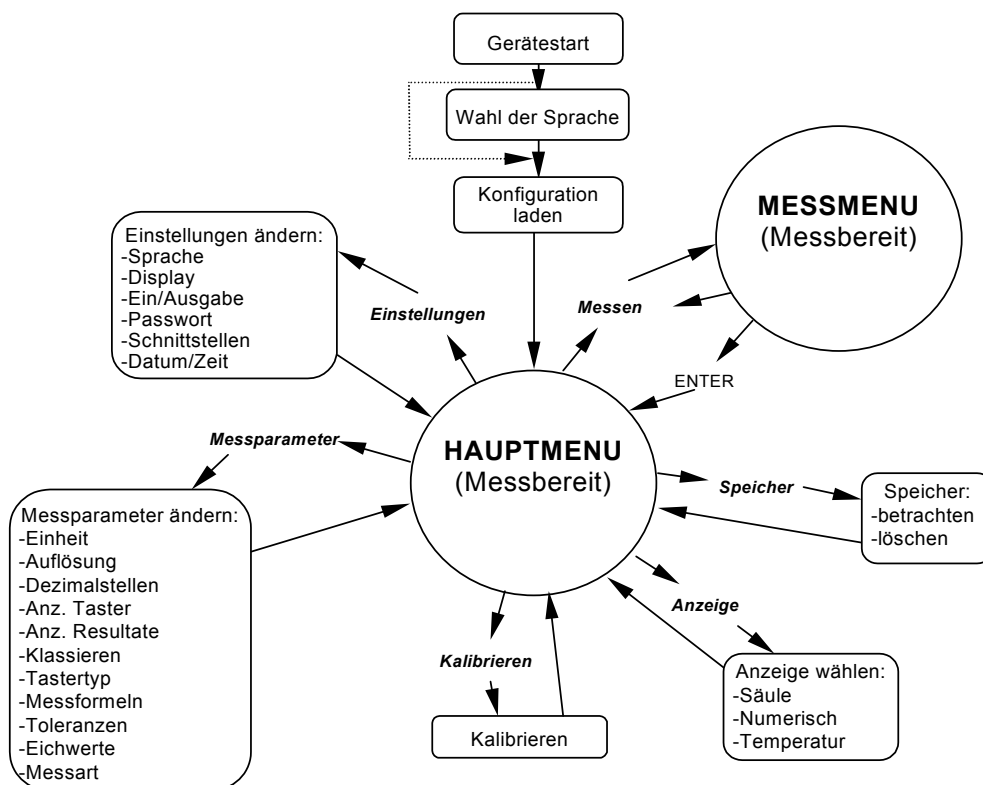 Gerätestart
Wahl der Sprache
Konfiguration
laden
MESSMENU
(Messbereit)
Einstellungen ändern:
-Sprache
-Display
-Ein/Ausgabe
-Passwort
-Schnittstellen
-Datum/Zeit
Einstellungen
Messen
ENTER
Messparameter
HAUPTMENU
(Messbereit)
Speicher
Speicher:
-betrachten
-löschen
Messparameter ändern:
-Einheit
-Auflösung
-Dezimalstellen
-Anz. Taster
-Anz. Resultate
-Klassieren
-Tastertyp
-Messformeln
-Toleranzen
-Eichwerte
-Messart
Kalibrieren
Kalibrieren
Anzeige
Anzeige wählen:
-Säule
-Numerisch
-Temperatur